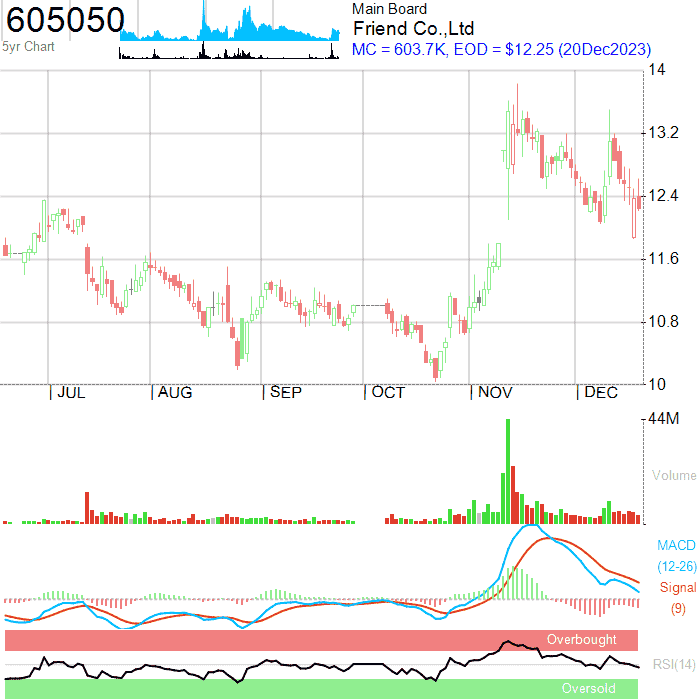 605050
Main Board
Friend Co.,Ltd
5yr Chart
MC = 603.7K, EOD = $12.25 (20Dec2023)
14
13.2
12.4
11.6
10.8
10
JUL AUG SEP OCT NOV DEC
44M
Volume
MACD
(12-26)
Signal
(9)
Overbought
RSI(14)
Oversold